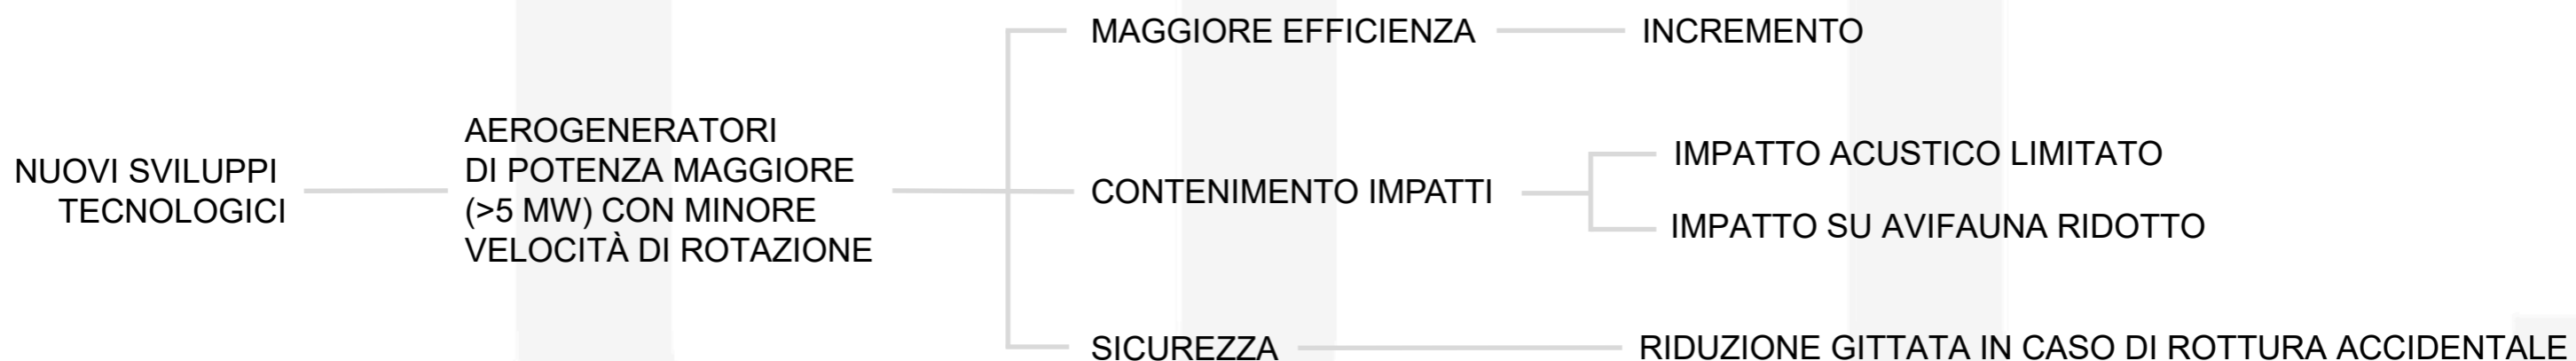 NUOVI SVILUPPI
TECNOLOGICI
AEROGENERATORI
DI POTENZA MAGGIORE
(>5 MW) CON MINORE
VELOCITÀ DI ROTAZIONE
MAGGIORE EFFICIENZA
INCREMENTO
CONTENIMENTO IMPATTI
IMPATTO ACUSTICO LIMITATO
IMPATTO SU AVIFAUNA RIDOTTO
SICUREZZA
RIDUZIONE GITTATA IN CASO DI ROTTURA ACCIDENTALE